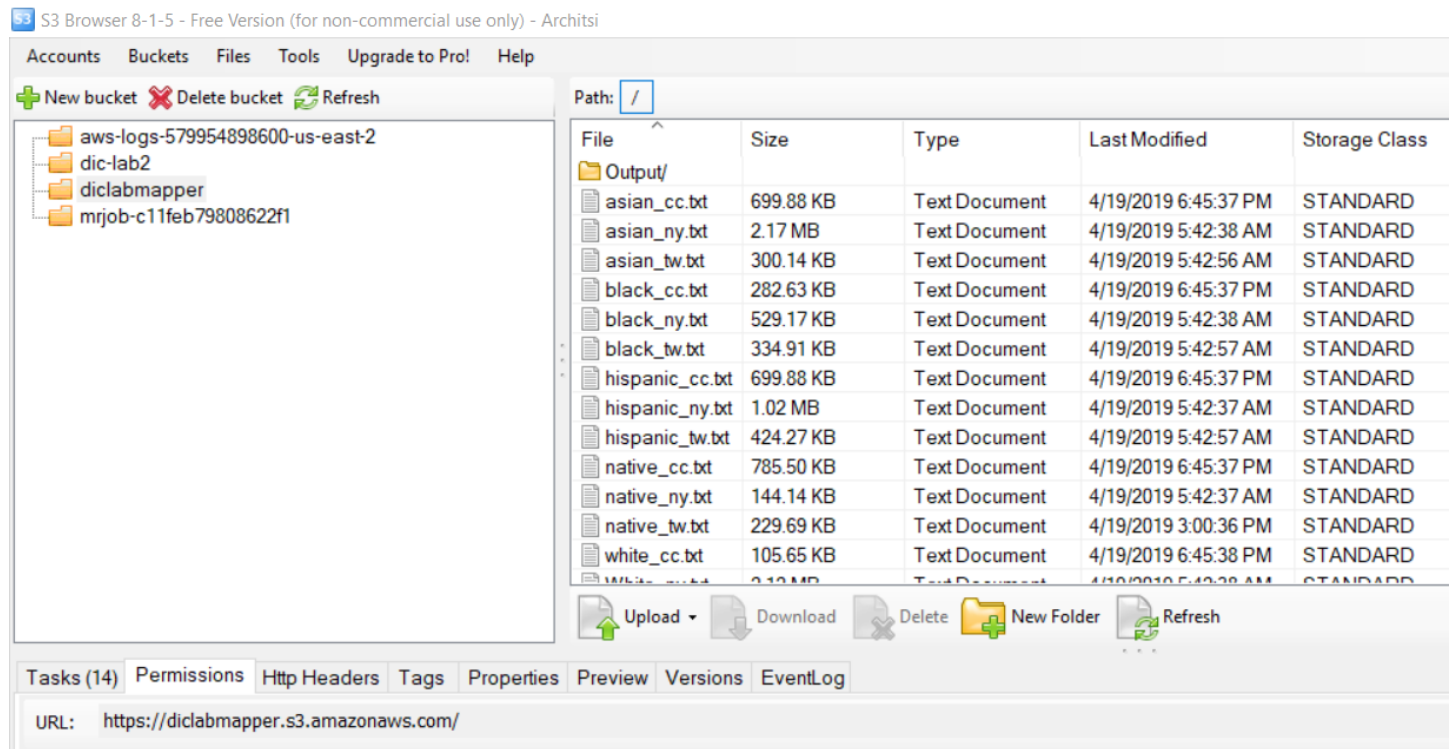 S3 S3 Browser 8-1-5 - Free Version (for non-commercial use only) - Architsi
Accounts Buckets Files Tools Upgrade to Pro! Help
New bucket Delete bucket Refresh
aws-logs-579954898600-us-east-2
dic-lab2
diclabmapper
mrjob-c11feb79808622f1
Path: /
File Size Type Last Modified Storage Class
Output/
asian_cc.txt 699.88 KB Text Document 4/19/2019 6:45:37 PM STANDARD
asian_ny.txt 2.17 MB Text Document 4/19/2019 5:42:38 AM STANDARD
asian_tw.txt 300.14 KB Text Document 4/19/2019 5:42:56 AM STANDARD
black_cc.txt 282.63 KB Text Document 4/19/2019 6:45:37 PM STANDARD
black_ny.txt 529.17 KB Text Document 4/19/2019 5:42:38 AM STANDARD
black_tw.txt 334.91 KB Text Document 4/19/2019 5:42:57 AM STANDARD
hispanic_cc.txt 699.88 KB Text Document 4/19/2019 6:45:37 PM STANDARD
hispanic_ny.txt 1.02 MB Text Document 4/19/2019 5:42:37 AM STANDARD
hispanic_tw.txt 424.27 KB Text Document 4/19/2019 5:42:57 AM STANDARD
native_cc.txt 785.50 KB Text Document 4/19/2019 6:45:37 PM STANDARD
native_ny.txt 144.14 KB Text Document 4/19/2019 5:42:37 AM STANDARD
native_tw.txt 229.69 KB Text Document 4/19/2019 3:00:36 PM STANDARD
white_cc.txt 105.65 KB Text Document 4/19/2019 6:45:38 PM STANDARD
Upload Download Delete New Folder Refresh
Tasks (14) Permissions Http Headers Tags Properties Preview Versions EventLog
URL: https://diclabmapper.s3.amazonaws.com/